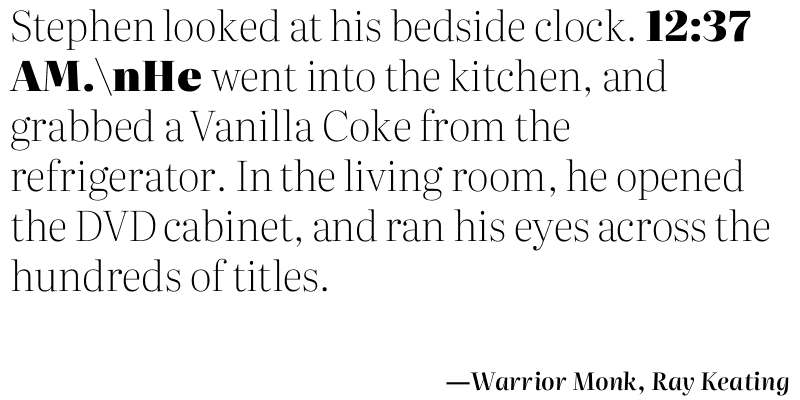 Stephen looked at his bedside clock. 12:37
AM.\nHe went into the kitchen, and
grabbed a Vanilla Coke from the
refrigerator. In the living room, he opened
the DVD cabinet, and ran his eyes across the
hundreds of titles.
—Warrior Monk, Ray Keating